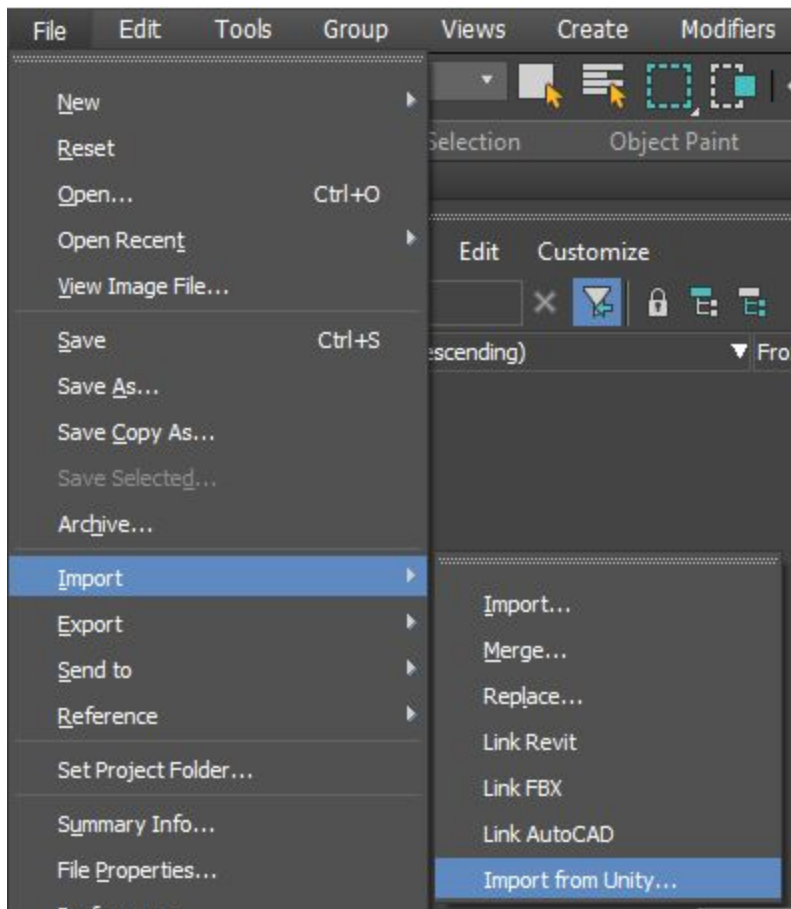 File Edit Tools Group Views Create Modifiers
New
Reset
Open... Ctrl+O
Open Recent
View Image File...
Save Ctrl+S
Save As...
Save Copy As...
Save Selected...
Archive...
Import
Export
Send to
Reference
Set Project Folder...
Summary Info...
File Properties...
Selection Object Paint
Edit Customize
escending) Fro
Import...
Merge...
Replace...
Link Revit
Link FBX
Link AutoCAD
Import from Unity...